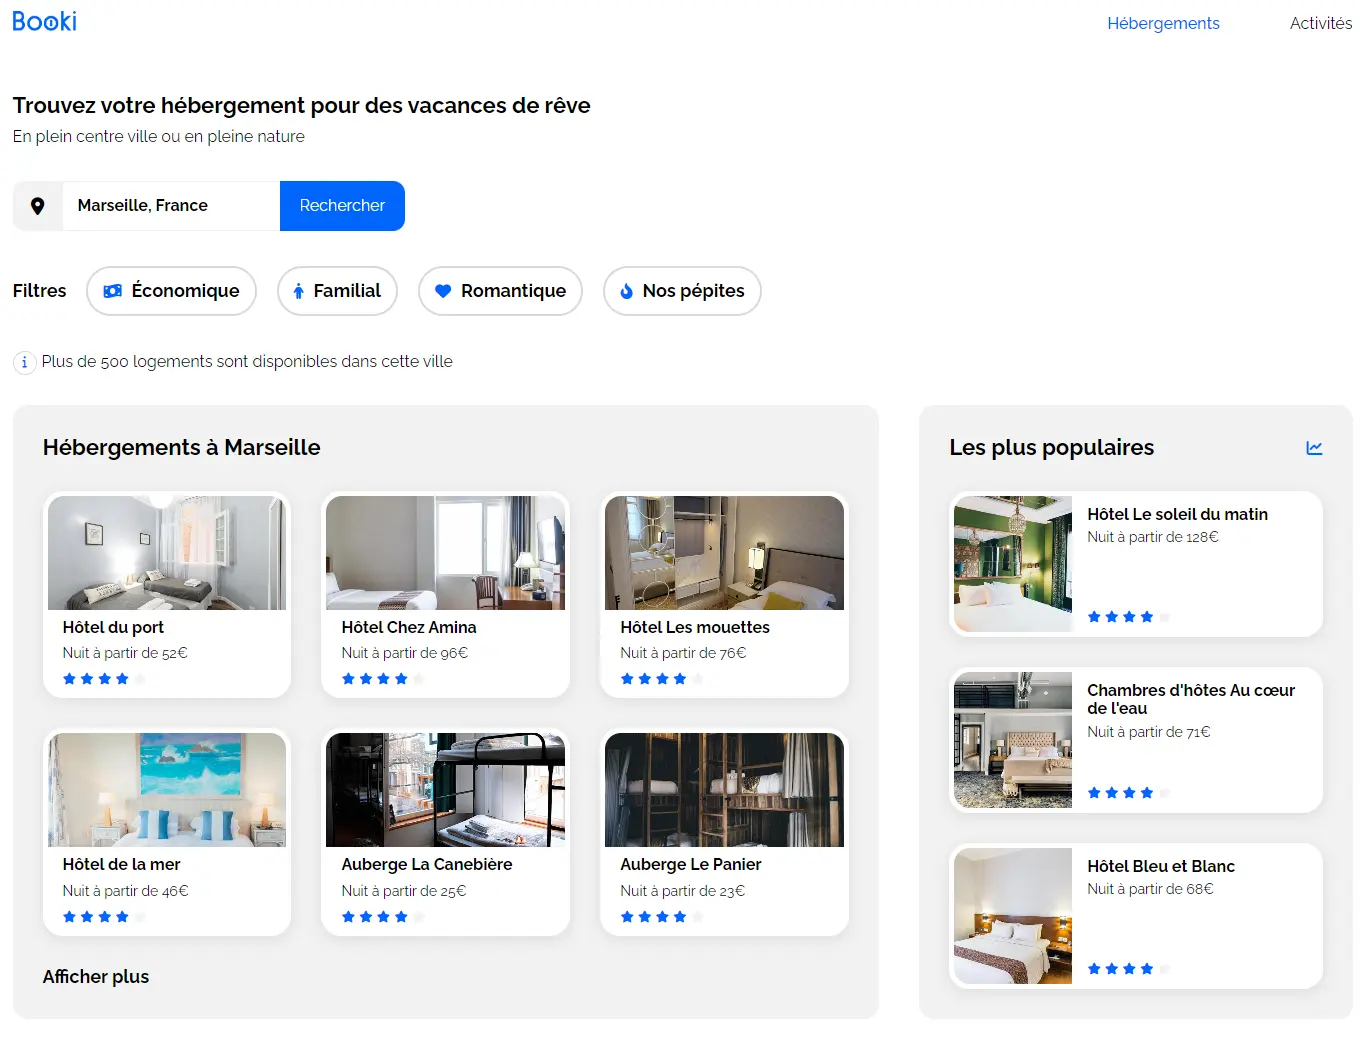 Booki
Hébergements
Activités
Trouvez votre hébergement pour des vacances de rêve
En plein centre ville ou en pleine nature
Marseille, France
Rechercher
Filtres
Économique
Familial
Romantique
Nos pépites
i Plus de 500 logements sont disponibles dans cette ville
Hébergements à Marseille
Hôtel du port
Nuit à partir de 52€
Hôtel Chez Amina
Nuit à partir de 96€
Hôtel Les mouettes
Nuit à partir de 76€
Hôtel de la mer
Nuit à partir de 46€
Auberge La Canebière
Nuit à partir de 25€
Auberge Le Panier
Nuit à partir de 23€
Afficher plus
Les plus populaires
Hôtel Le soleil du matin
Nuit à partir de 128€
Chambres d'hôtes Au cœur
de l'eau
Nuit à partir de 71€
Hôtel Bleu et Blanc
Nuit à partir de 68€